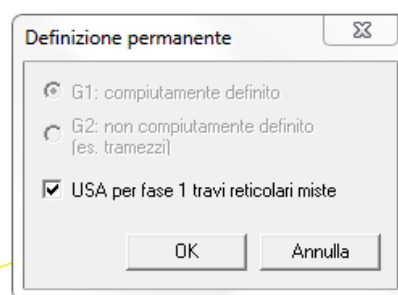 Definizione permanente
G1: compiutamente definito
G2: non compiutamente definito
(es. tramezzi)
USA per fase 1 travi reticolari miste
OK Annulla